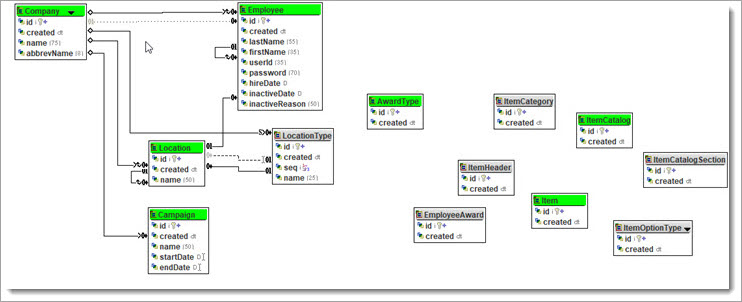 Company
id
created dt
name (75)
abbrevName (8)
Employee
id
created dt
lastName (55)
firstName (35)
userId (35)
password (70)
hireDate D
inactiveDate D
inactiveReason (50)
Location
id
created dt
name (50)
LocationType
id
created dt
seq
name (25)
Campaign
id
created dt
name (50)
startDate D
endDate D
AwardType
id
created dt
ItemCategory
id
created dt
ItemCatalog
id
created dt
ItemCatalogSection
id
created dt
ItemHeader
id
created dt
Item
id
created dt
EmployeeAward
id
created dt
ItemOptionType
id
created dt